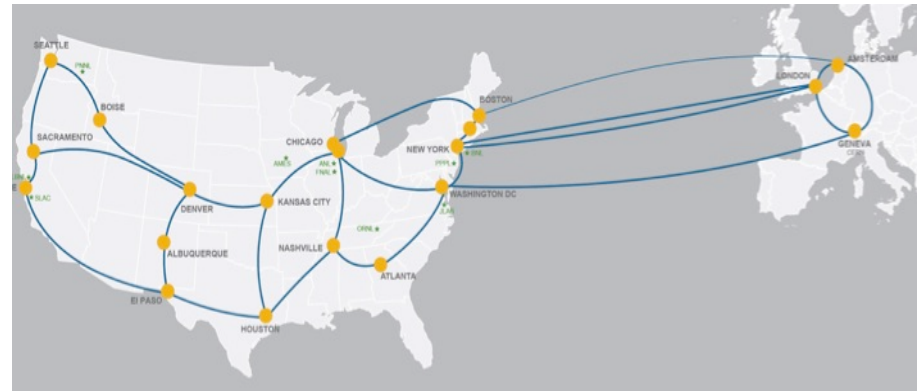 SEATTLE
PNNL
BOISE
SACRAMENTO
SLAC
DENVER
ALBUQUERQUE
El PASO
HOUSTON
KANSAS CITY
AMES
CHICAGO
ANL
FNAL
NASHVILLE
ORNL
ATLANTA
BOSTON
NEW YORK
BNL
PPPL
WASHINGTON DC
JLAB
AMSTERDAM
LONDON
GENEVA
CERN